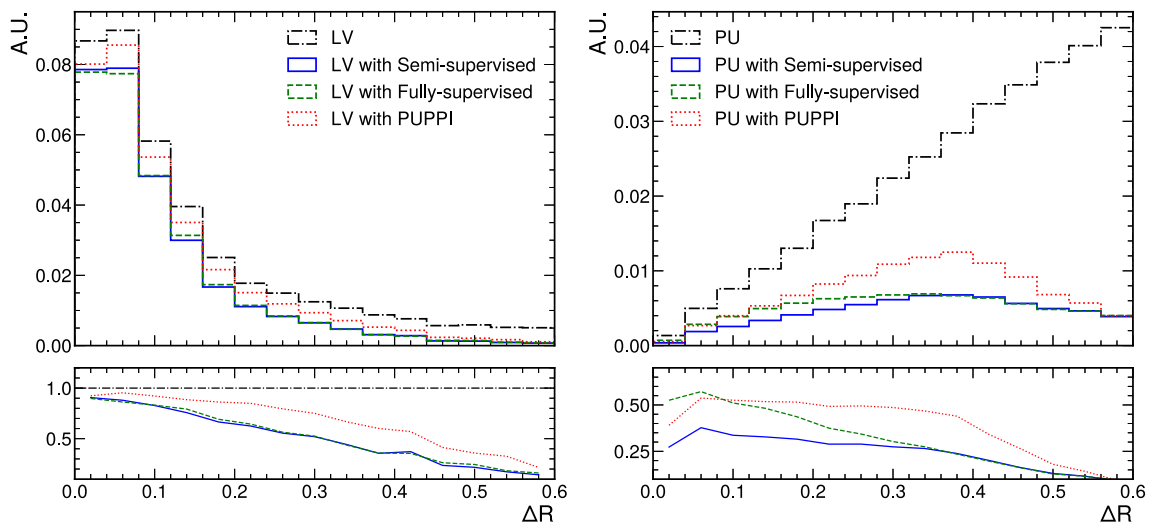 A.U.
0.08
0.06
0.04
0.02
0.00
LV
LV with Semi-supervised
LV with Fully-supervised
LV with PUPPI
1.0
0.5
0.0 0.1 0.2 0.3 0.4 0.5 0.6
ΔR
A.U.
0.04
0.03
0.01
0.00
PU
PU with Semi-supervised
PU with Fully-supervised
PU with PUPPI
0.50
0.25
0.0 0.1 0.2 0.3 0.4 0.5 0.6
ΔR